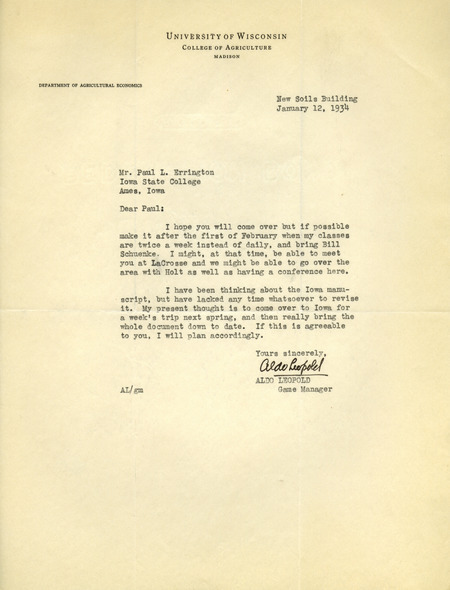 UNIVERSITY OF WISCONSIN
COLLEGE OF AGRICULTURE
MADISON
DEPARTMENT OF AGRICULTURAL ECONOMICS
New Soils Building
January 12, 1934
Mr. Paul L. Errington
Iowa State College
Ames, Iowa
Dear Paul:
I hope you will come over but if possible
make it after the first of February when my classes
are twice a week instead of daily, and bring Bill
Schuenke. I might, at that time, be able to meet
you at LaCrosse and we might be able to go over the
area with Holt as well as having a conference here.
I have been thinking about the Iowa manu-
script, but have lacked any time whatsoever to revise
it. My present thought is to come over to Iowa for
a week's trip next spring, and then really bring the
whole document down to date. If this is agreeable
to you, I will plan accordingly.
Yours sincerely,
Aldo Leopold
ALDO LEOPOLD
AL/gm Game Manager